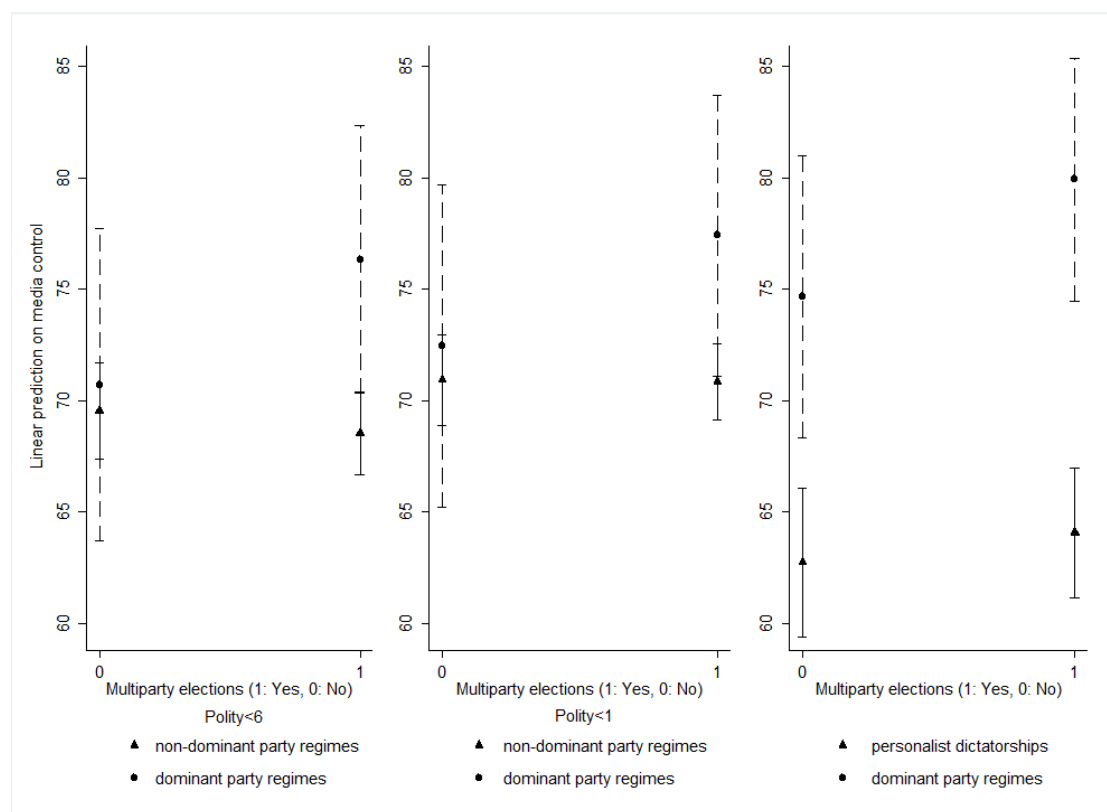 Linear prediction on media control
85
80
75
70
65
60
0 1
Multiparty elections (1: Yes, 0: No)
Polity<6
▲ non-dominant party regimes
● dominant party regimes
85
80
75
70
65
60
0 1
Multiparty elections (1: Yes, 0: No)
Polity<1
▲ non-dominant party regimes
● dominant party regimes
85
80
75
70
65
60
0 1
Multiparty elections (1: Yes, 0: No)
▲ personalist dictatorships
● dominant party regimes